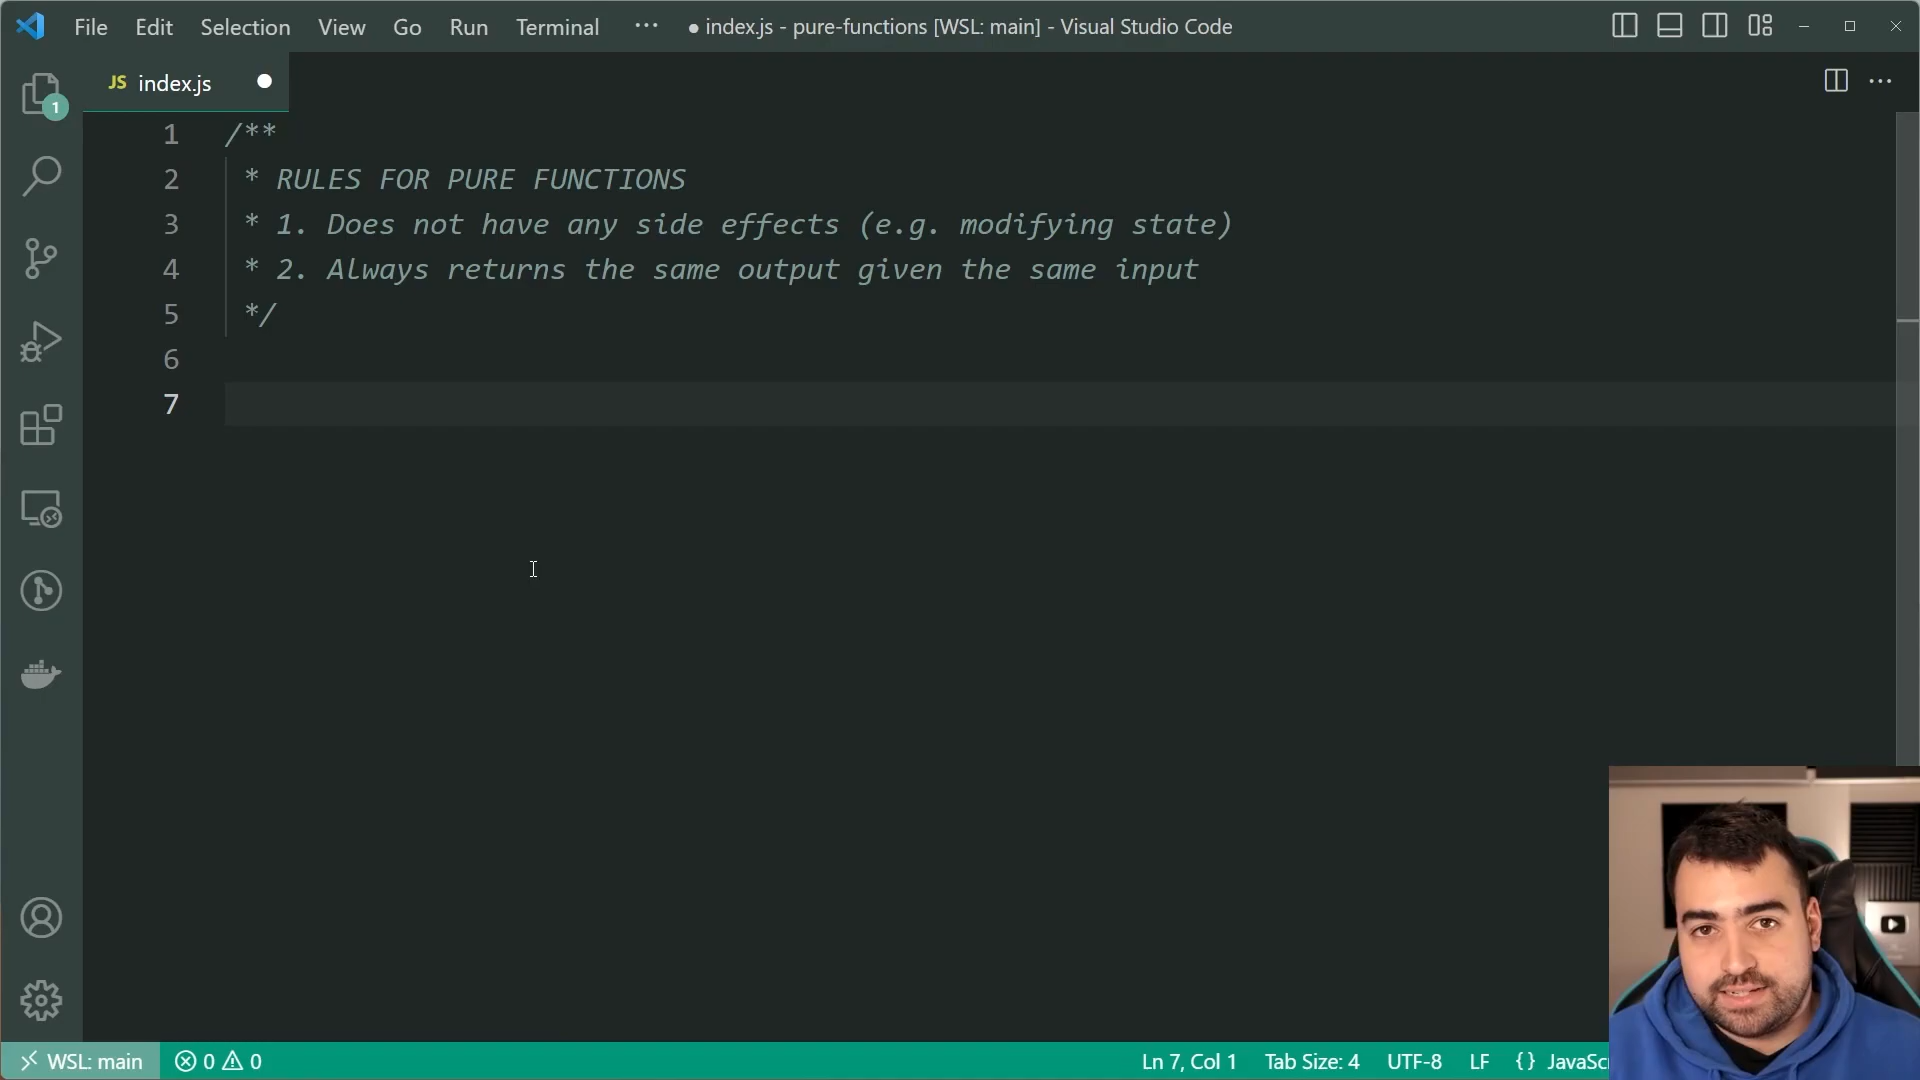 File Edit Selection View Go Run Terminal ··· ● index.js - pure-functions [WSL: main] - Visual Studio Code
1
JS index.js ●
1 /**
2 * RULES FOR PURE FUNCTIONS
3 * 1. Does not have any side effects (e.g. modifying state)
4 * 2. Always returns the same output given the same input
5 */
6
7
WSL: main 0 0 Ln 7, Col 1 Tab Size: 4 UTF-8 LF {} JavaSc